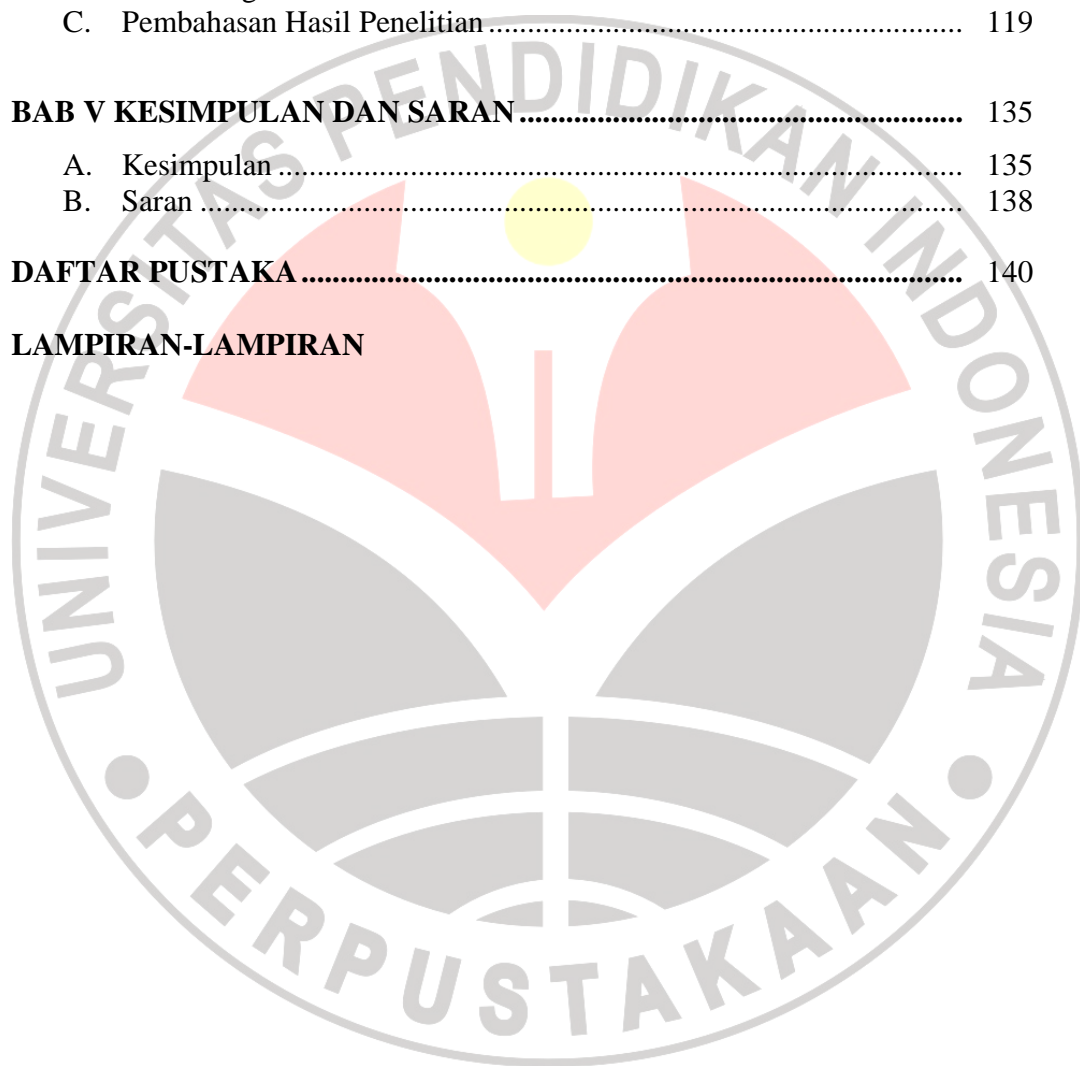 C. Pembahasan Hasil Penelitian ........................................................................ 119
BAB V KESIMPULAN DAN SARAN .................................................................. 135
A. Kesimpulan ........................................................................................................ 135
B. Saran ................................................................................................................... 138
DAFTAR PUSTAKA ................................................................................................... 140
LAMPIRAN-LAMPIRAN
UNIVERSITAS PENDIDIKAN INDONESIA
PERPUSTAKAAN